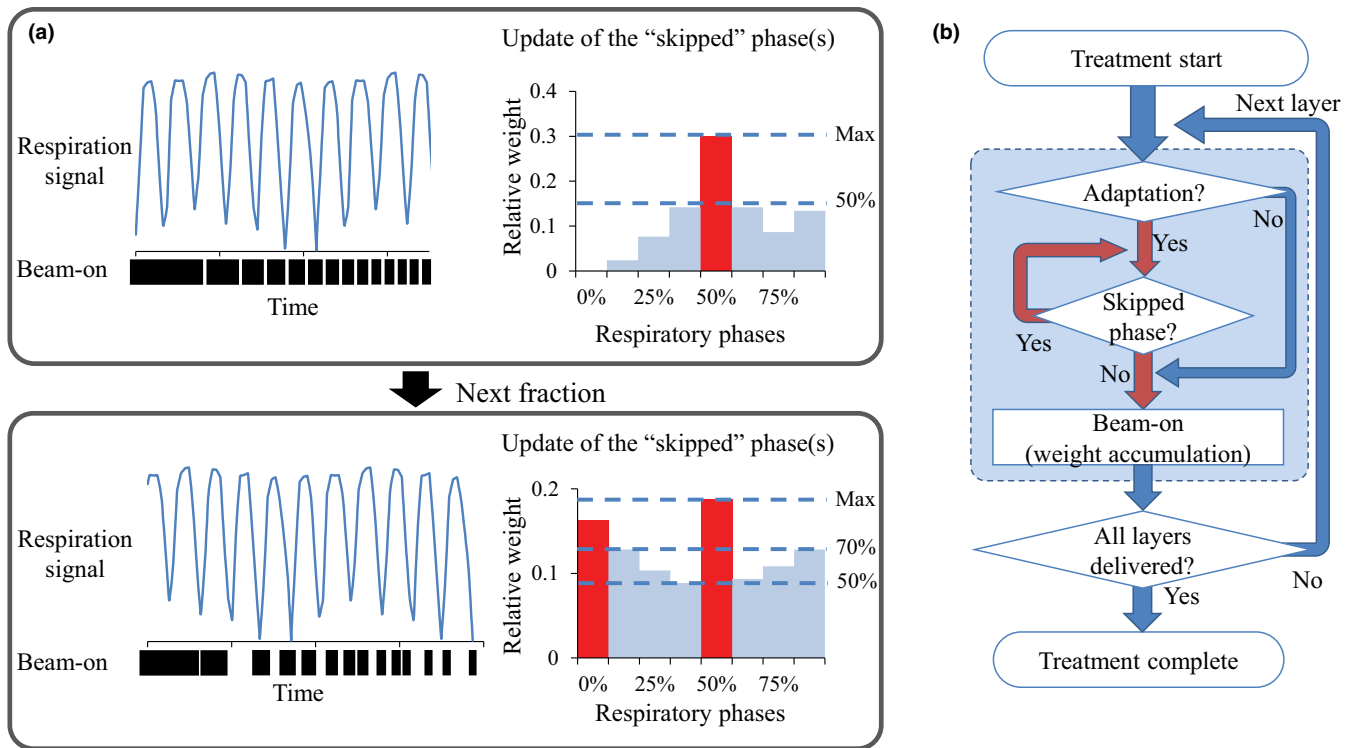 (a)
Update of the “skipped” phase(s)
Respiration
signal
Beam-on
Time
Relative weight
0.4
0.3
0.2
0.1
0
Max
50%
0%
25%
50%
75%
Respiratory phases
Next fraction
Update of the “skipped” phase(s)
Respiration
signal
Beam-on
Time
Relative weight
0.2
0.1
0
Max
70%
50%
0%
25%
50%
75%
Respiratory phases
(b)
Treatment start
Next layer
Adaptation?
No
Yes
Skipped
phase?
Yes
No
Beam-on
(weight accumulation)
All layers
delivered?
No
Yes
Treatment complete